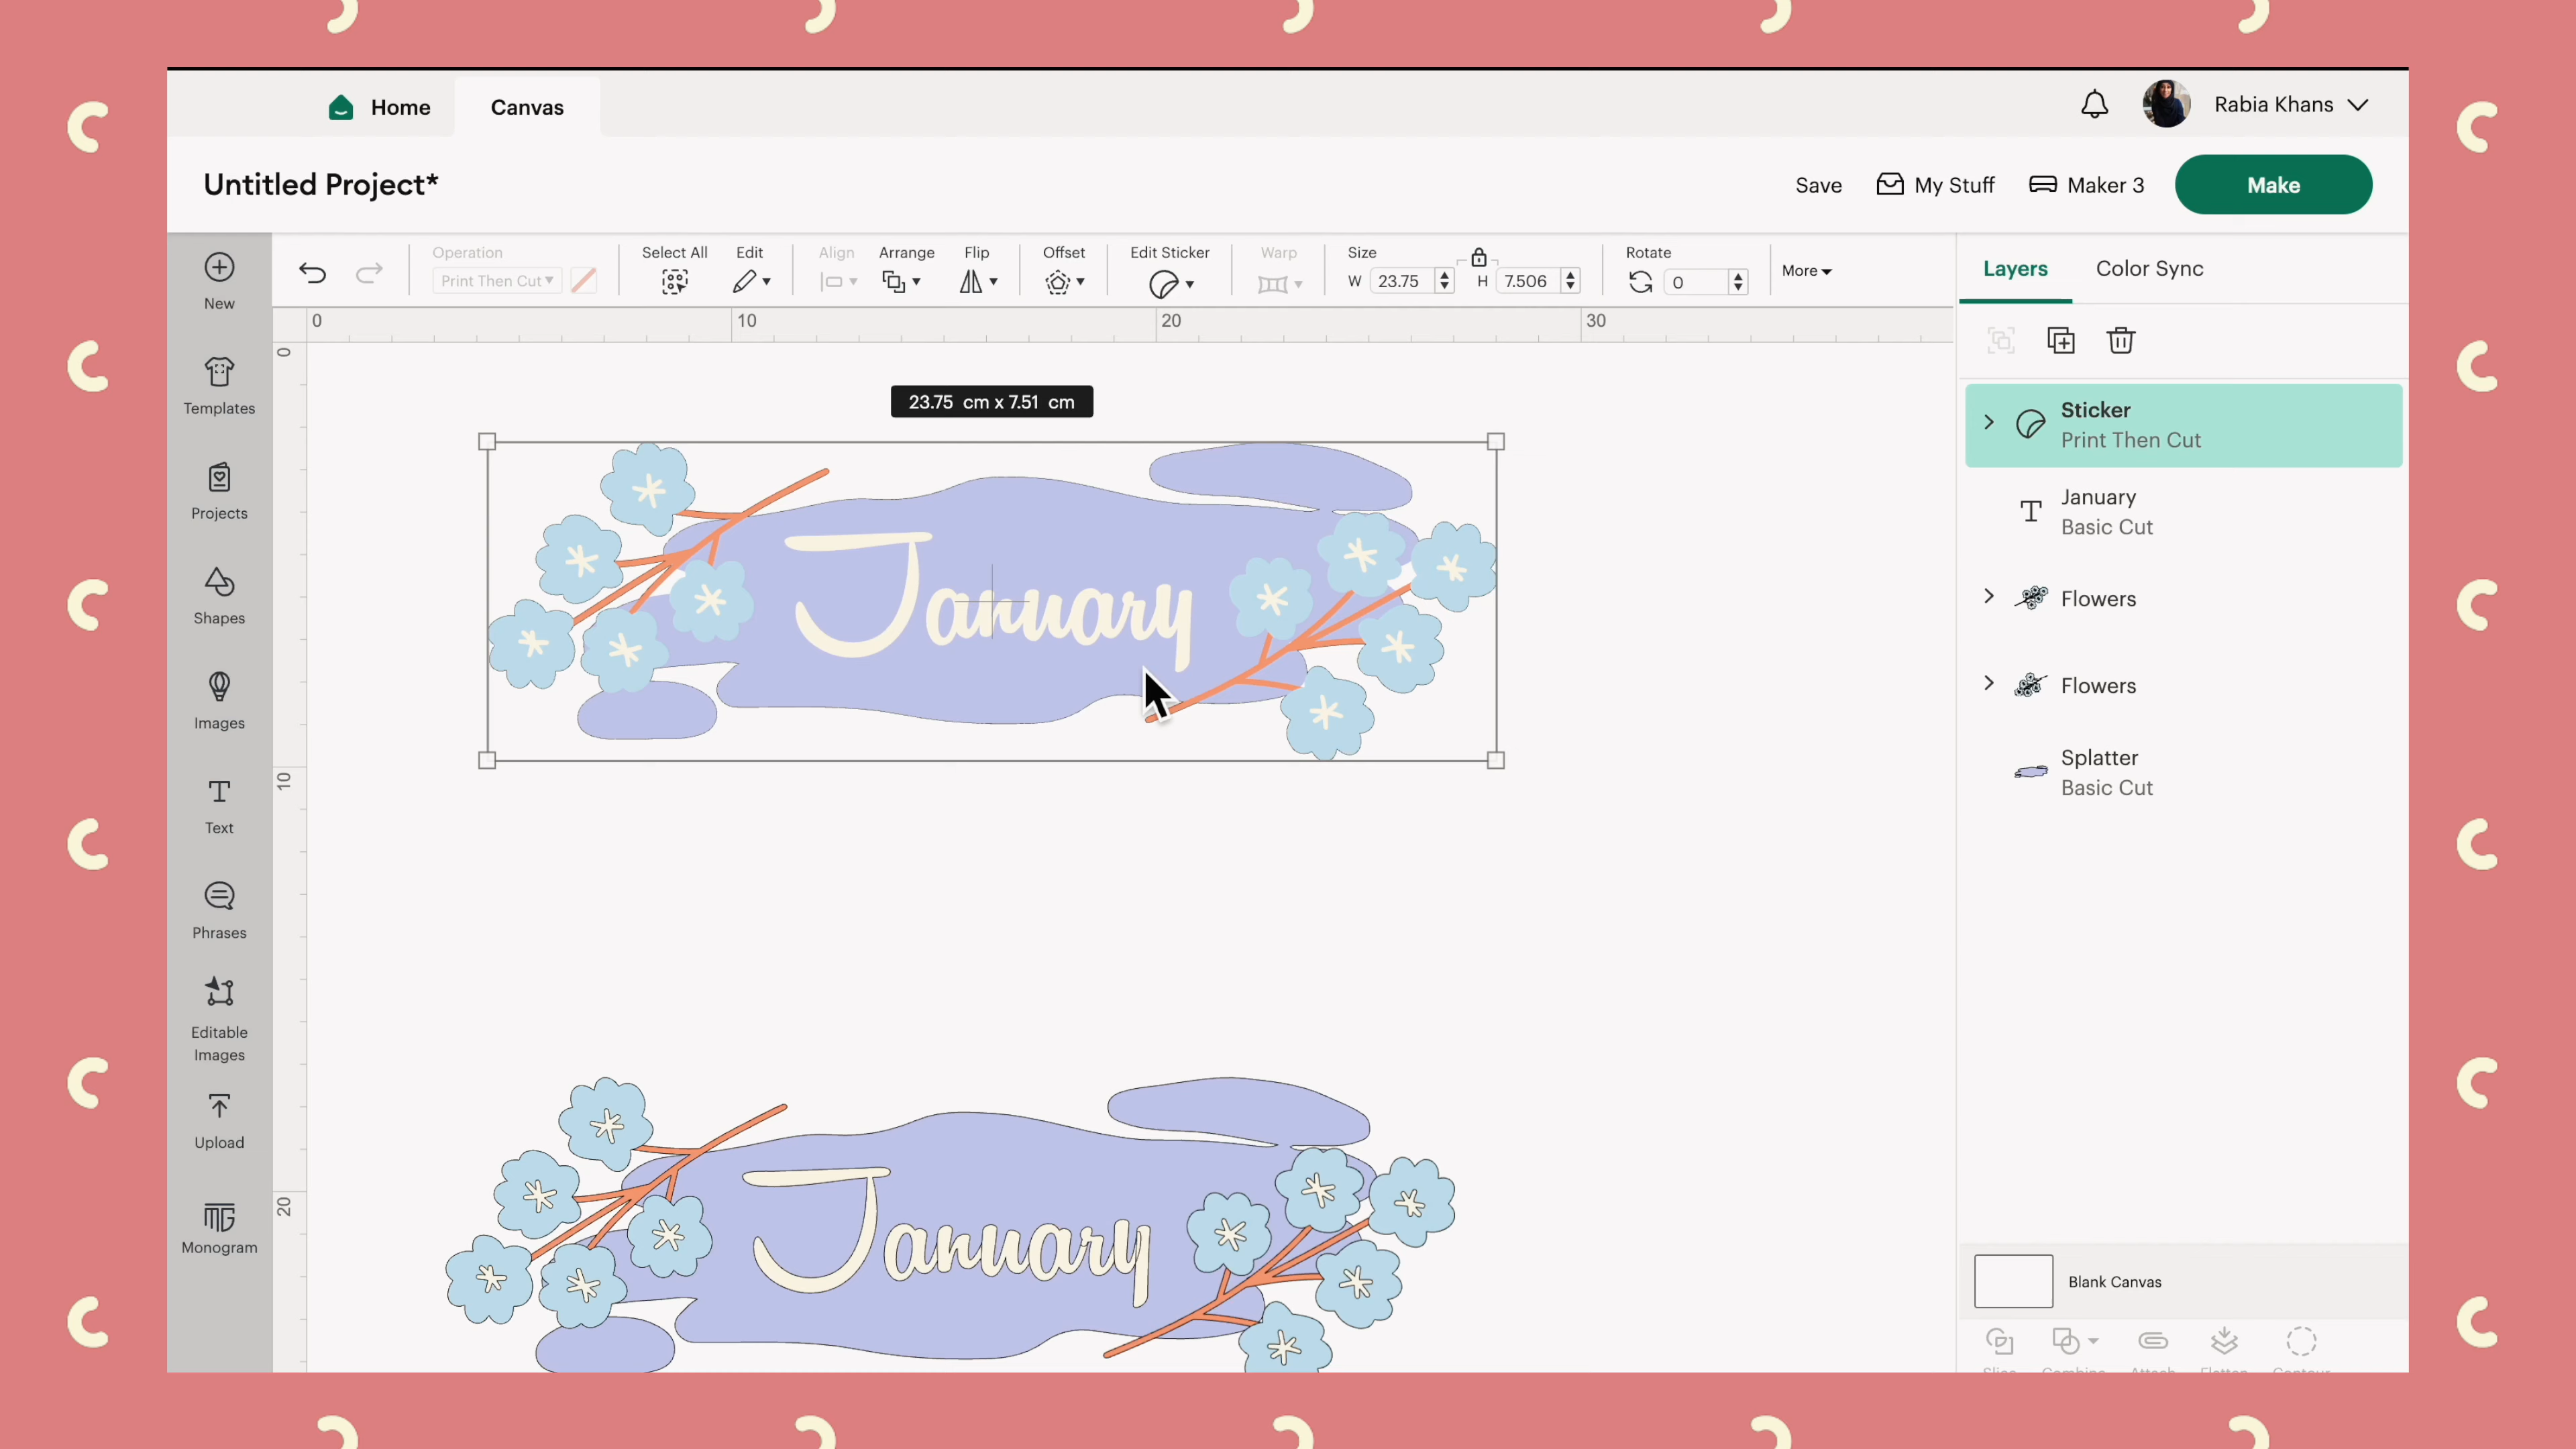 Home
Canvas
Rabia Khans
Untitled Project*
Save
My Stuff
Maker 3
Make
Operation
Print Then Cut
Select All
Edit
Align
Arrange
Flip
Offset
Edit Sticker
Warp
Size
W 23.75
H 7.506
Rotate
0
More
Layers
Color Sync
New
Templates
Projects
Shapes
Images
Text
Phrases
Editable
Images
Upload
Monogram
0
10
20
30
0
10
20
23.75 cm x 7.51 cm
January
January
Sticker
Print Then Cut
January
Basic Cut
Flowers
Flowers
Splatter
Basic Cut
Blank Canvas